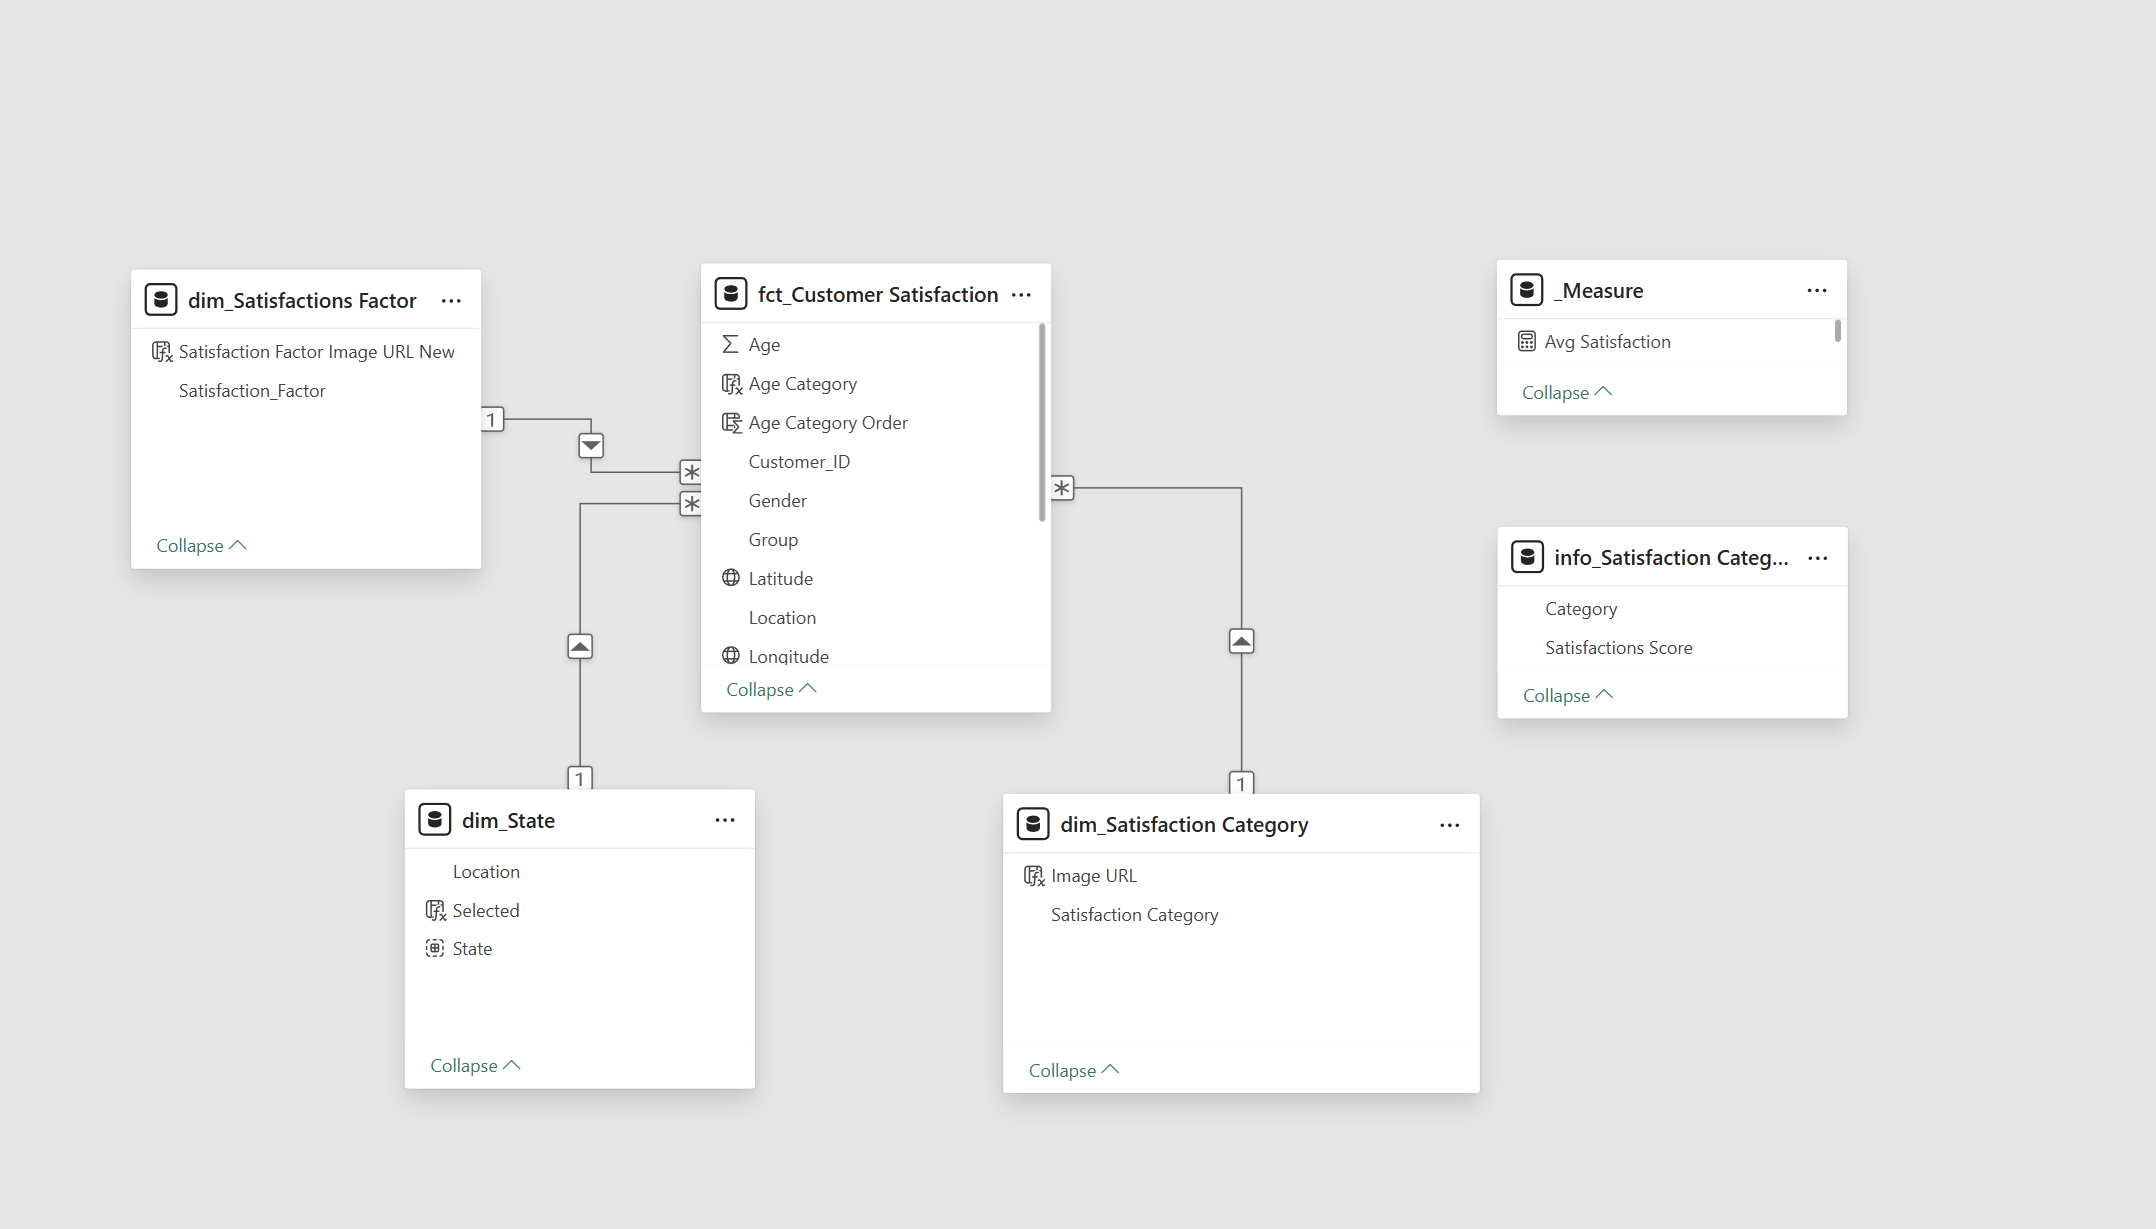 dim_Satisfactions Factor
Satisfaction Factor Image URL New
Satisfaction_Factor
Collapse
1
*
*
fct_Customer Satisfaction
Age
Age Category
Age Category Order
Customer_ID
Gender
Group
Latitude
Location
Longitude
Collapse
*
_Measure
Avg Satisfaction
Collapse
info_Satisfaction Categ...
Category
Satisfactions Score
Collapse
1
dim_State
Location
Selected
State
Collapse
1
dim_Satisfaction Category
Image URL
Satisfaction Category
Collapse